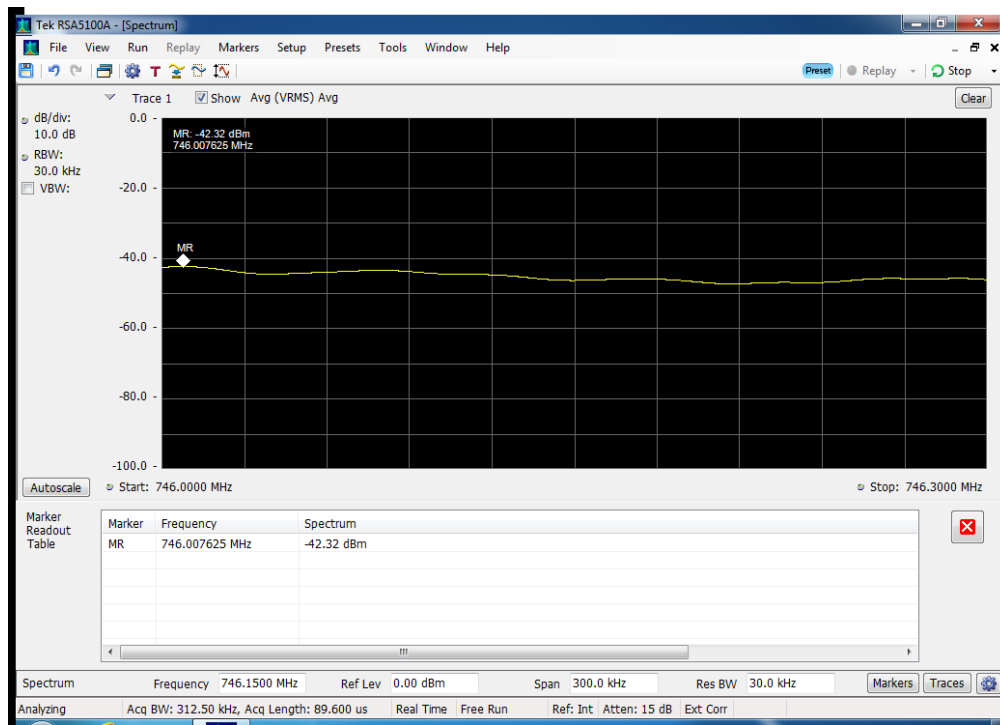 Tek RSA5100A - [Spectrum]
File View Run Replay Markers Setup Presets Tools Window Help
T Preset Replay Stop
Trace 1 Show Avg (VRMS) Avg Clear
dB/div: 0.0 -
10.0 dB
MR: -42.32 dBm
746.007625 MHz
RBW:
30.0 kHz
VBW: -20.0 -
MR
-40.0 -
-60.0 -
-80.0 -
-100.0 -
Autoscale Start: 746.0000 MHz Stop: 746.3000 MHz
Marker
Readout
Table
Marker Frequency Spectrum
MR 746.007625 MHz -42.32 dBm
Spectrum Frequency 746.1500 MHz Ref Lev 0.00 dBm Span 300.0 kHz Res BW 30.0 kHz Markers Traces
Analyzing Acq BW: 312.50 kHz, Acq Length: 89.600 us Real Time Free Run Ref: Int Atten: 15 dB Ext Corr